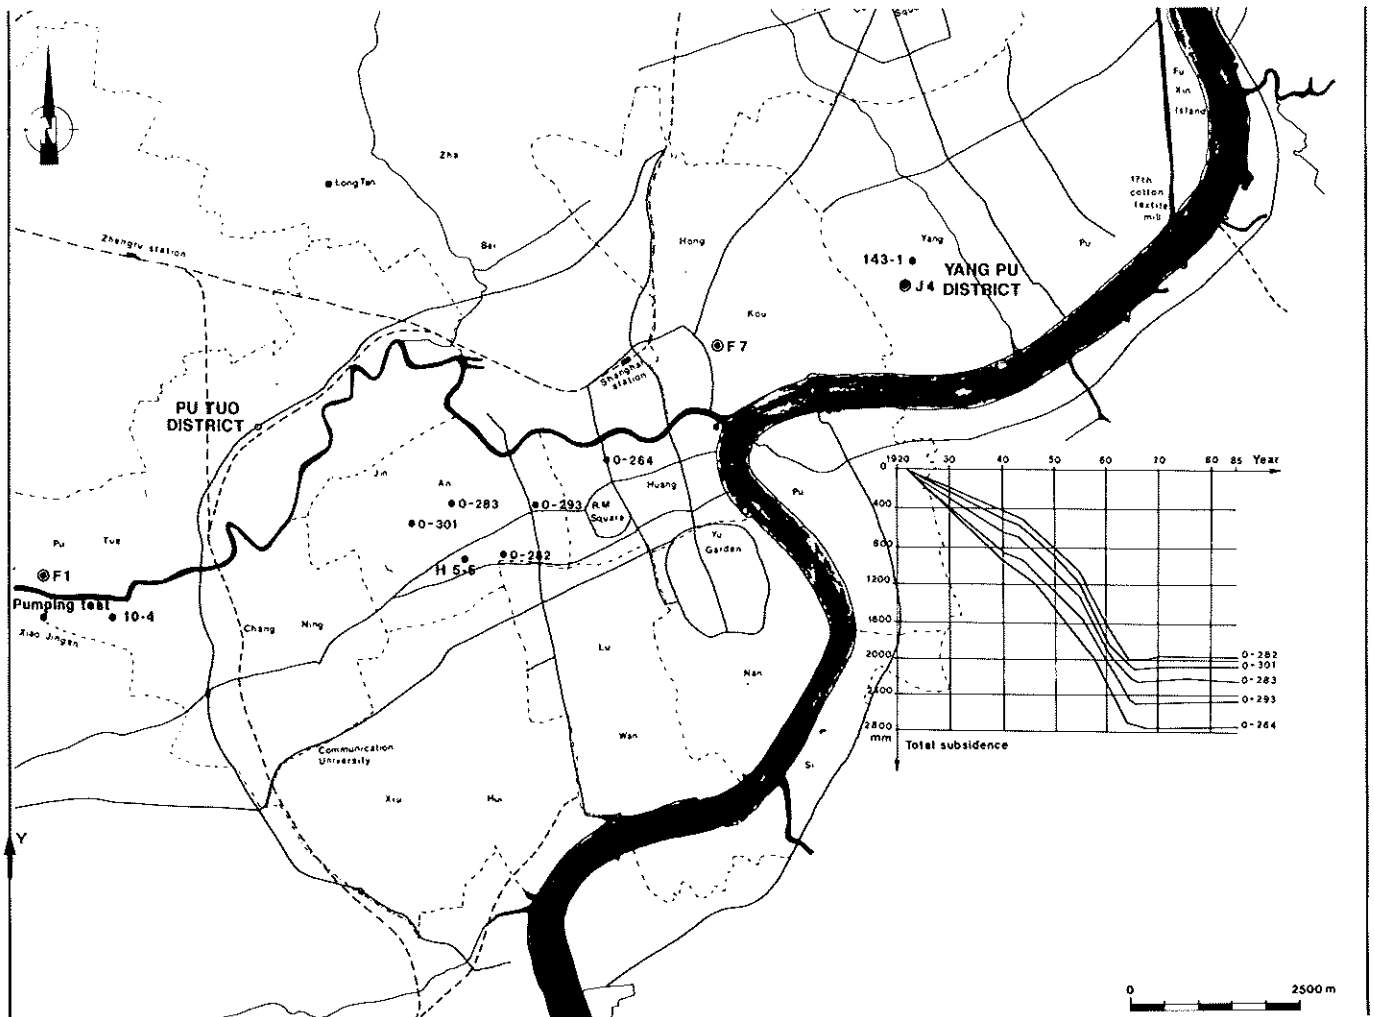 Squ
Fu
Xin
Island
N
Zha
Long Tan
17th
cotton
textile
mill
Zhengru station
Bei
Hong
Yang
Pu
143-1
YANG PU
DISTRICT
J4
Kou
F7
Shanghai
station
PU TUO
DISTRICT
0-264
Jin
An
Huang
Pu
0-283
0-293
R.M
Square
0-301
Yu
Garden
Pu
Tue
0-282
H 5-6
F1
Pumping test
10-4
Xiao Jingen
Chang
Ning
Lu
Nan
Wan
Si
Communication
University
Xiu
Hui
Y
1920
30
40
50
60
70
80
85
Year
0
400
800
1200
1600
2000
2400
2800
mm
Total subsidence
0-282
0-301
0-283
0-293
0-264
0
2500 m